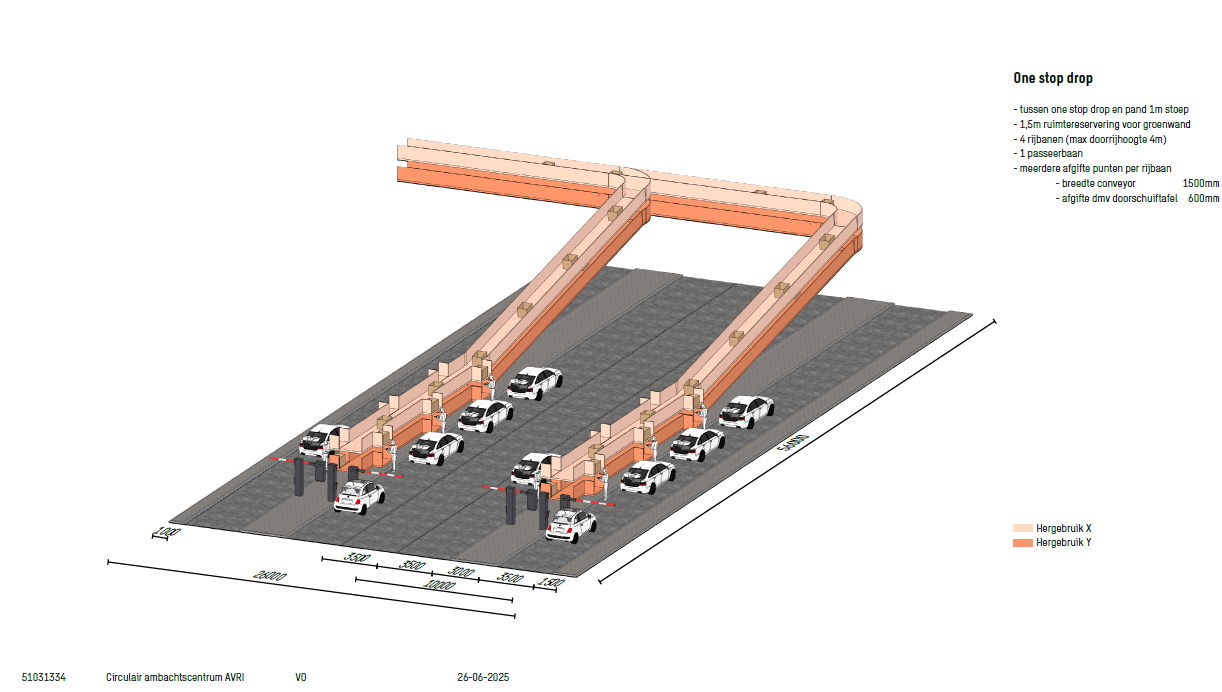 One stop drop
- tussen one stop drop en pand 1m stoep
- 1,5m ruimtereservering voor groenwand
- 4 rijbanen (max doorrijhoogte 4m)
- 1 passeerbaan
- meerdere afgifte punten per rijbaan
- breedte conveyor 1500mm
- afgifte dmv doorschuiftafel 600mm
56000
Hergebruik X
Hergebruik Y
1000
3500
3500
3000
3500
1500
26000
10000
51031334 Circulair ambachtscentrum AVRI VO 26-06-2025